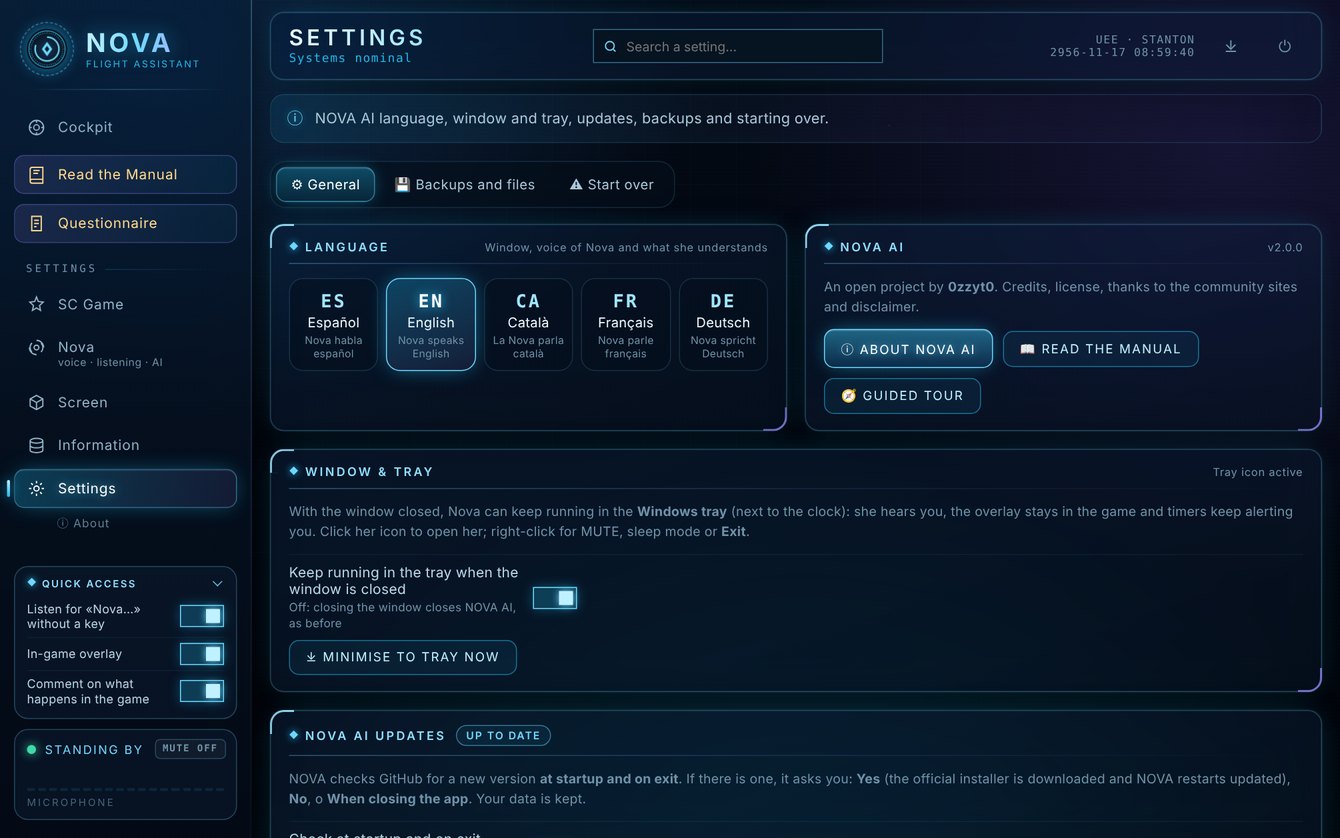 NOVA
FLIGHT ASSISTANT
Cockpit
Read the Manual
Questionnaire
SETTINGS
SC Game
Nova
voice · listening · AI
Screen
Information
Settings
ⓘ About
QUICK ACCESS
Listen for «Nova...»
without a key
In-game overlay
Comment on what
happens in the game
STANDING BY
MUTE OFF
MICROPHONE
SETTINGS
Systems nominal
Search a setting...
UEE · STANTON
2956-11-17 08:59:40
NOVA AI language, window and tray, updates, backups and starting over.
General
Backups and files
Start over
LANGUAGE
Window, voice of Nova and what she understands
ES
Español
Nova habla
español
EN
English
Nova speaks
English
CA
Català
La Nova parla
català
FR
Français
Nova parle
français
DE
Deutsch
Nova spricht
Deutsch
NOVA AI
v2.0.0
An open project by 0zzyt0. Credits, license, thanks to the community sites
and disclaimer.
ⓘ ABOUT NOVA AI
READ THE MANUAL
GUIDED TOUR
WINDOW & TRAY
Tray icon active
With the window closed, Nova can keep running in the Windows tray (next to the clock): she hears you, the overlay stays in the game and timers keep alerting
you. Click her icon to open her; right-click for MUTE, sleep mode or Exit.
Keep running in the tray when the
window is closed
Off: closing the window closes NOVA AI,
as before
MINIMISE TO TRAY NOW
NOVA AI UPDATES
UP TO DATE
NOVA checks GitHub for a new version at startup and on exit. If there is one, it asks you: Yes (the official installer is downloaded and NOVA restarts updated),
No, o When closing the app. Your data is kept.
Check at startup and on exit